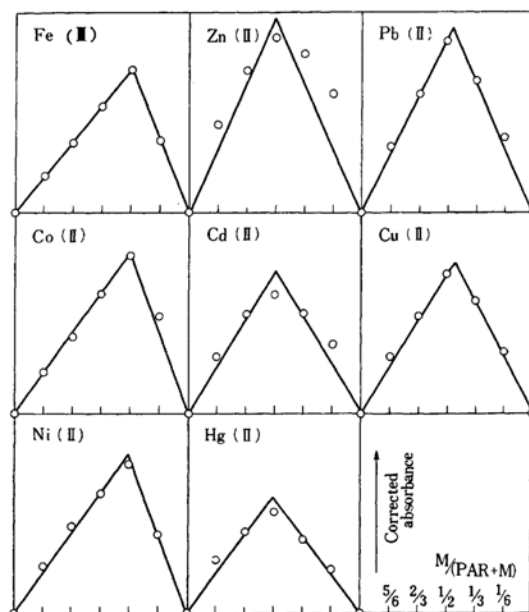 Fe (Ⅲ)
Zn (Ⅱ)
Pb (Ⅱ)
Co (Ⅱ)
Cd (Ⅱ)
Cu (Ⅱ)
Ni (Ⅱ)
Hg (Ⅱ)
Corrected
absorbance
M/(PAR+M)
5/6 2/3 1/2 1/3 1/6